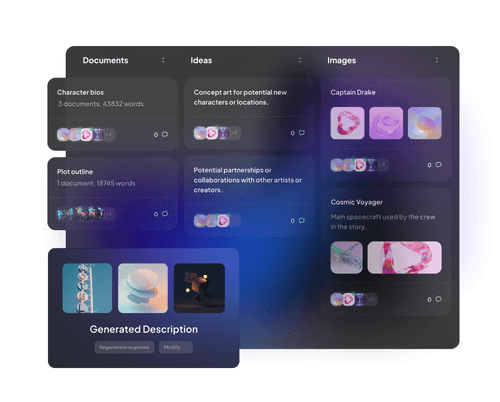 Documents
Ideas
Images
Character bios
3 documents, 43832 words
0
Plot outline
1 document, 18745 words
0
Concept art for potential new
characters or locations.
0
Potential partnerships or
collaborations with other artists or
creators.
0
Captain Drake
0
Cosmic Voyager
Main spacecraft used by the crew
in the story.
0
Generated Description
Regenerate response
Modify